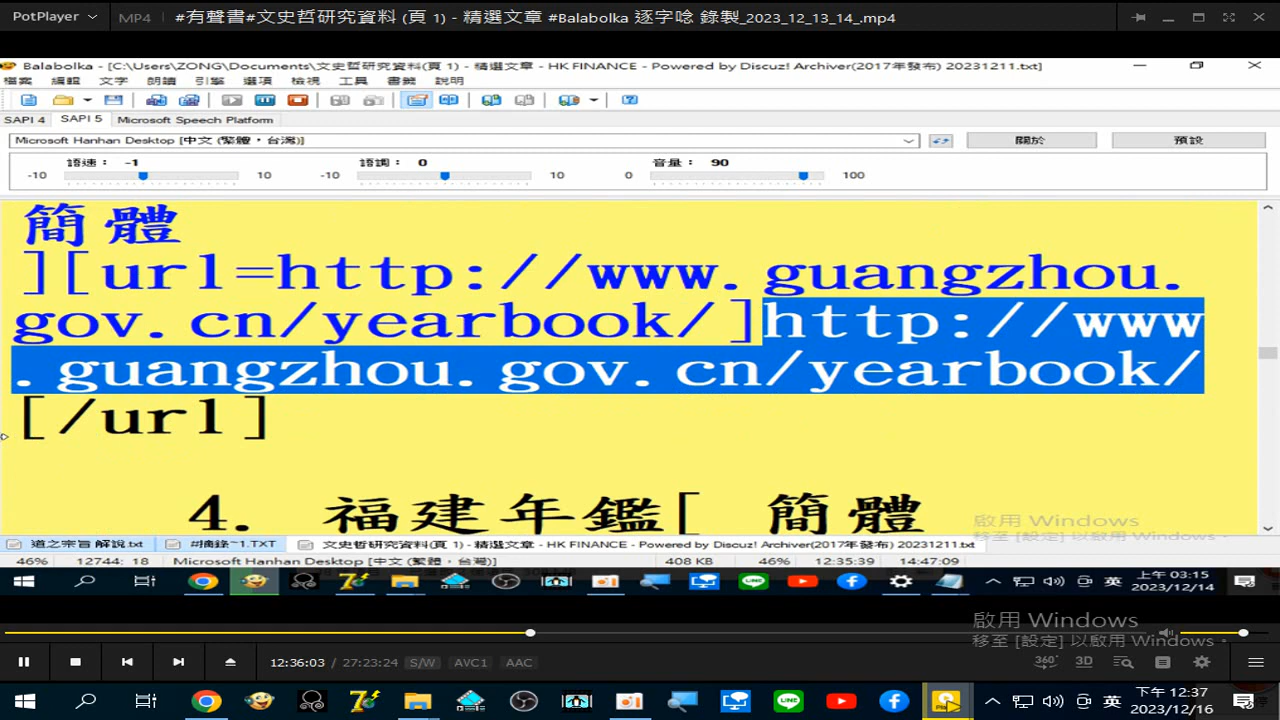 PotPlayer MP4 #有聲書#文史哲研究資料 (頁 1) - 精選文章 #Balabolka 逐字唸 錄製_2023_12_13_14_.mp4
Balabolka - [C:\Users\ZONG\Documents\文史哲研究資料(頁 1) - 精選文章 - HK FINANCE - Powered by Discuz! Archiver(2017年發布) 20231211.txt]
檔案 編輯 文字 朗讀 引擎 選項 檢視 工具 書籤 說明
SAPI 4 SAPI 5 Microsoft Speech Platform
Microsoft Hanhan Desktop [中文 (繁體，台灣)] 關於 預設
語速： -1 語調： 0 音量： 90
-10 10 -10 10 0 100
簡體
][url=http://www.guangzhou.
gov.cn/yearbook/]http://www
.guangzhou.gov.cn/yearbook/
[/url]
4. 福建年鑑[ 簡體
啟用 Windows
移至 [設定] 以啟用 Windows。
道之宗旨 解說.txt #摘錄~1.TXT 文史哲研究資料(頁 1) - 精選文章 - HK FINANCE - Powered by Discuz! Archiver(2017年發布) 20231211.txt
46% 12744: 18 Microsoft Hanhan Desktop [中文 (繁體，台灣)] 408 KB 46% 12:35:39 14:47:09
英 上午 03:15
2023/12/14
啟用 Windows
移至 [設定] 以啟用 Windows。
12:36:03 / 27:23:24 S/W AVC1 AAC 360° 3D
英 下午 12:37
2023/12/16